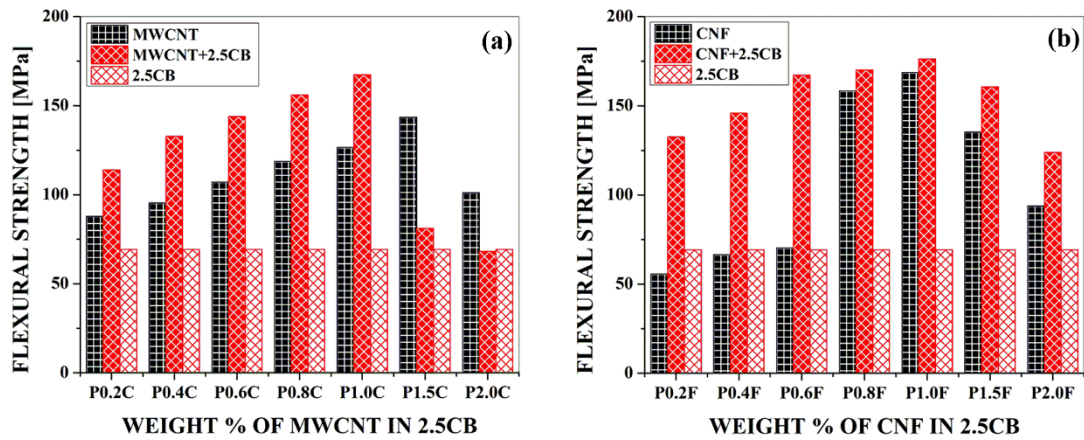 (a)
MWCNT
MWCNT+2.5CB
2.5CB
FLEXURAL STRENGTH [MPa]
200
150
100
50
0
P0.2C P0.4C P0.6C P0.8C P1.0C P1.5C P2.0C
WEIGHT % OF MWCNT IN 2.5CB
(b)
CNF
CNF+2.5CB
2.5CB
FLEXURAL STRENGTH [MPa]
200
150
100
50
0
P0.2F P0.4F P0.6F P0.8F P1.0F P1.5F P2.0F
WEIGHT % OF CNF IN 2.5CB